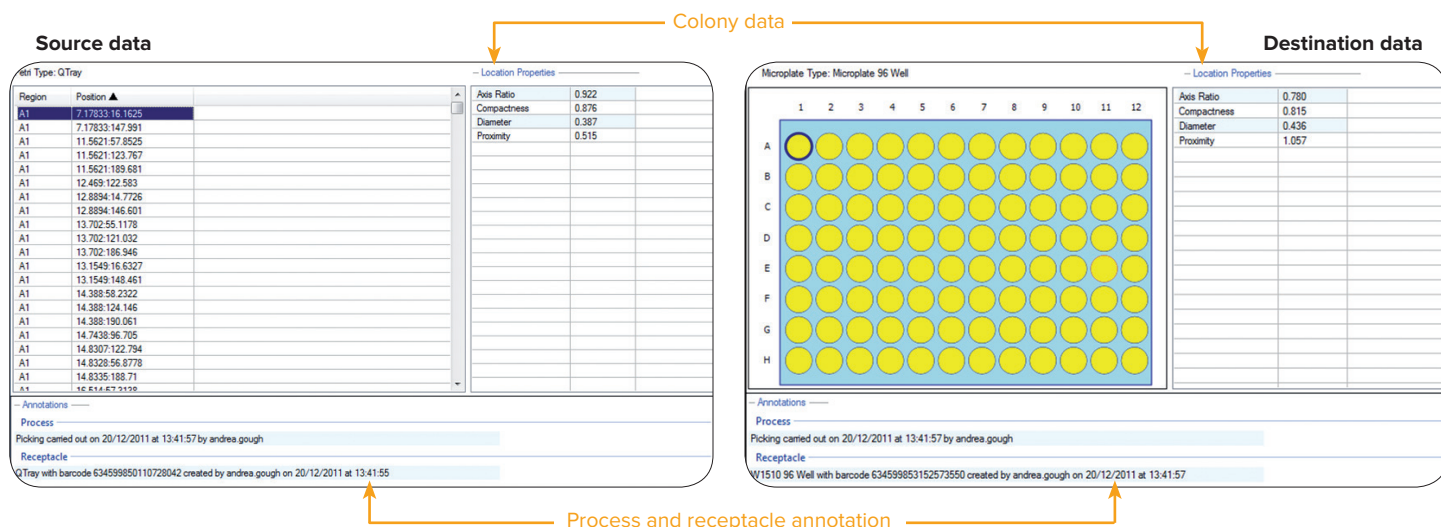 Colony data
Source data
Destination data
etri Type: QTray
Region Position ▲
A1 7.17833:16.1625
A1 7.17833:147.991
A1 11.5621:57.8525
A1 11.5621:123.767
A1 11.5621:189.681
A1 12.469:122.583
A1 12.8894:14.7726
A1 12.8894:146.601
A1 13.702:55.1178
A1 13.702:121.032
A1 13.702:186.946
A1 13.1549:16.6327
A1 13.1549:148.461
A1 14.388:58.2322
A1 14.388:124.146
A1 14.388:190.061
A1 14.7438:96.705
A1 14.8307:122.794
A1 14.8328:56.8778
A1 14.8335:188.71
A1 16.514:57.3138
Location Properties
Axis Ratio 0.922
Compactness 0.876
Diameter 0.387
Proximity 0.515
Annotations
Process
Picking carried out on 20/12/2011 at 13:41:57 by andrea.gough
Receptacle
QTray with barcode 634599850110728042 created by andrea.gough on 20/12/2011 at 13:41:55
Microplate Type: Microplate 96 Well
1 2 3 4 5 6 7 8 9 10 11 12
A
B
C
D
E
F
G
H
Location Properties
Axis Ratio 0.780
Compactness 0.815
Diameter 0.436
Proximity 1.057
Annotations
Process
Picking carried out on 20/12/2011 at 13:41:57 by andrea.gough
Receptacle
W1510 96 Well with barcode 634599853152573550 created by andrea.gough on 20/12/2011 at 13:41:57
Process and receptacle annotation